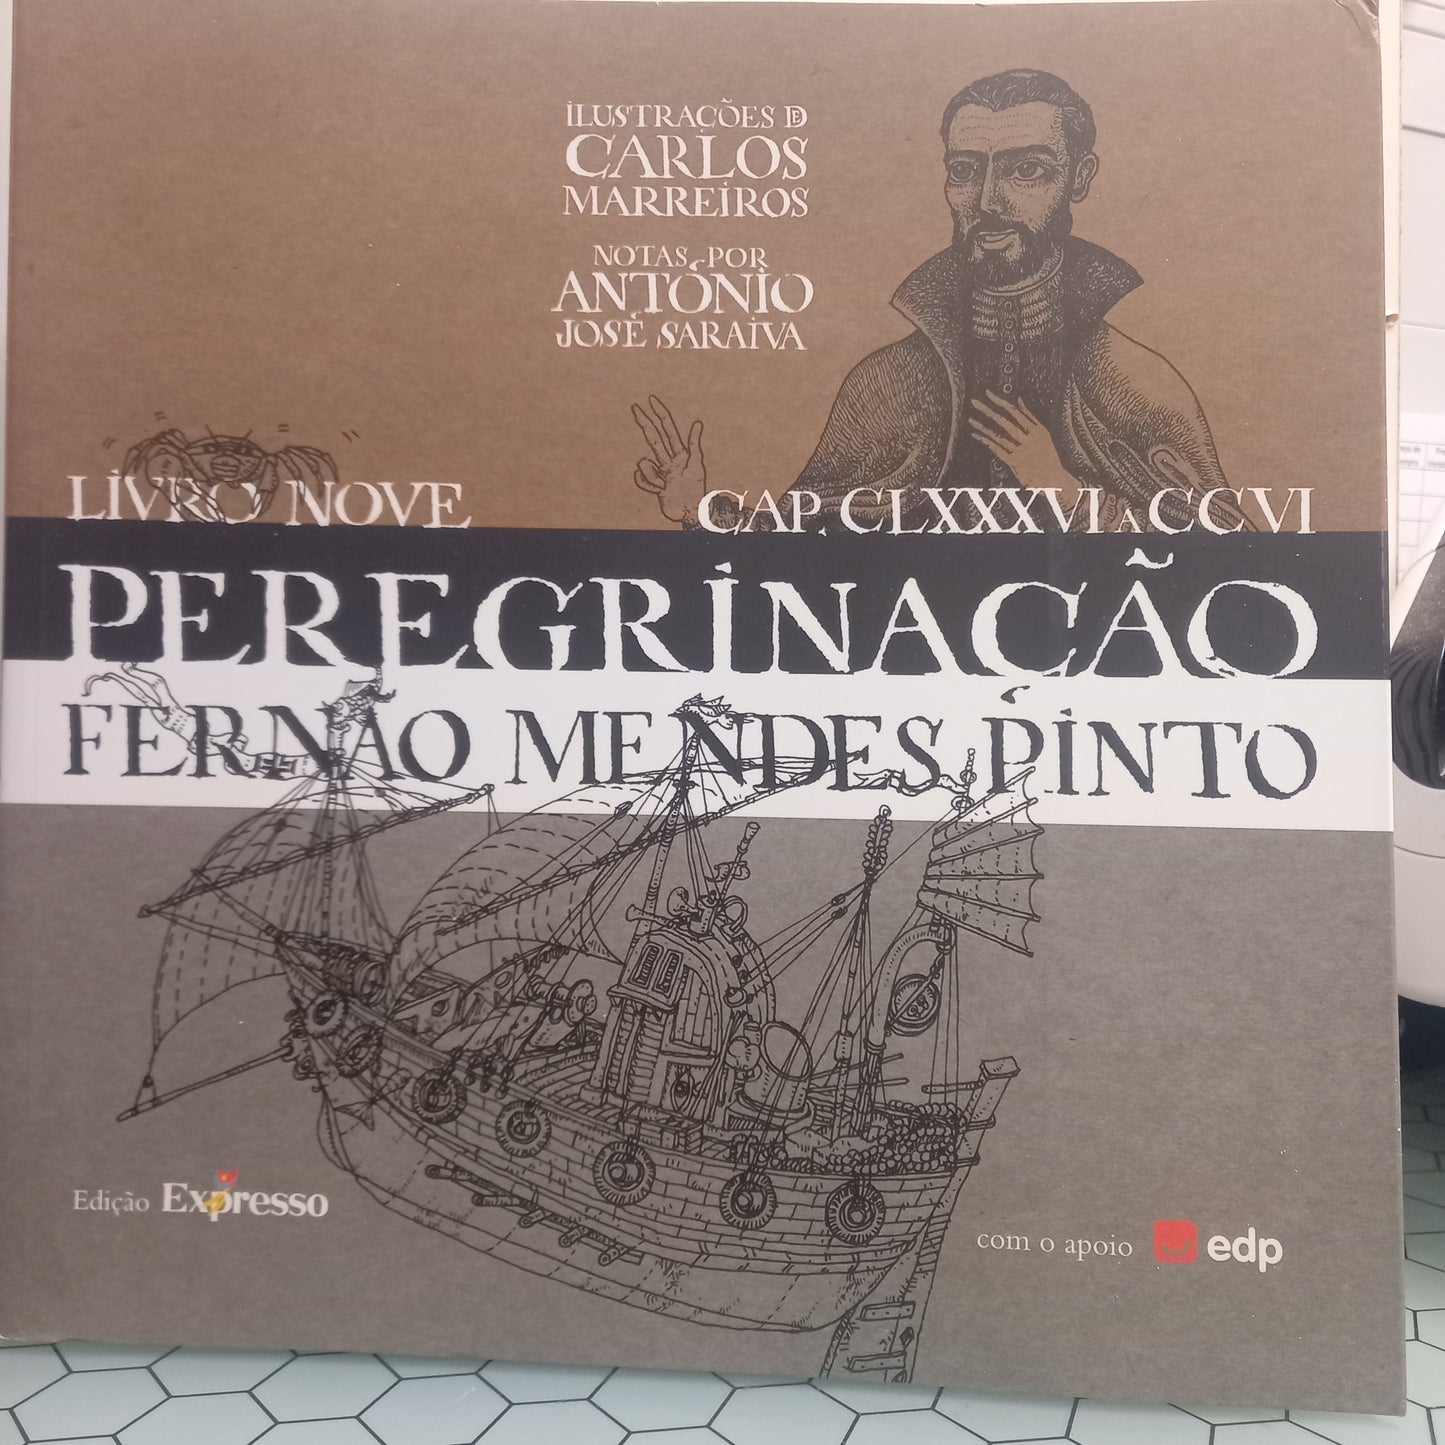 ILUSTRAÇÕES DE
CARLOS
MARREIROS
NOTAS POR
ANTÓNIO
JOSÉ SARAIVA
LIVRO NOVE
CAP. CLXXXVI A CCVI
PEREGRINAÇÃO
FERNÃO MENDES PINTO
Edição Expresso
com o apoio edp